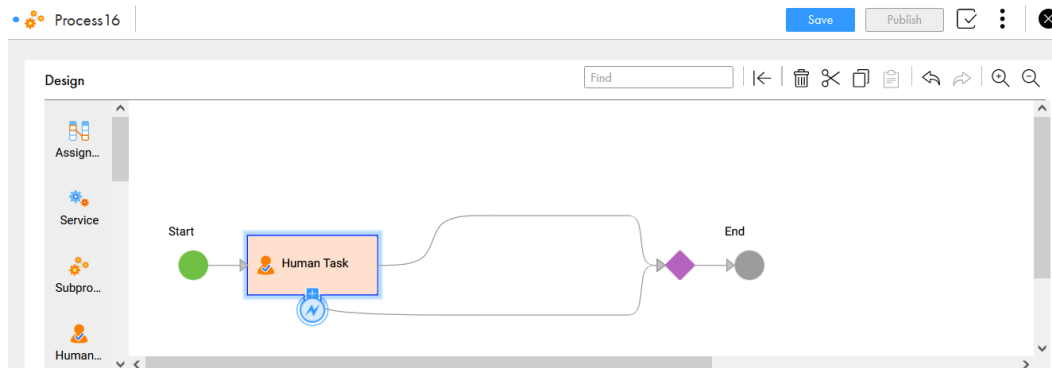 Process16
Save
Publish
Design
Find
Assign...
Service
Subpro...
Human...
Start
Human Task
End